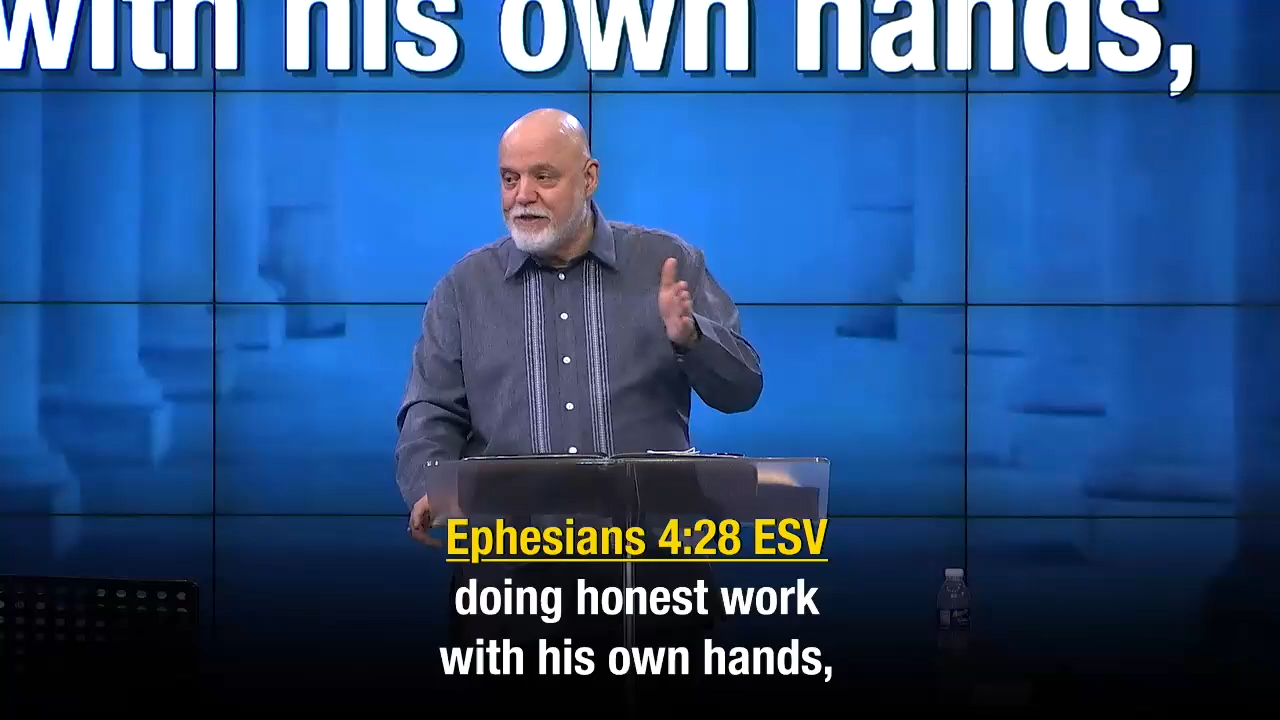 with his own hands,
Ephesians 4:28 ESV
doing honest work
with his own hands,